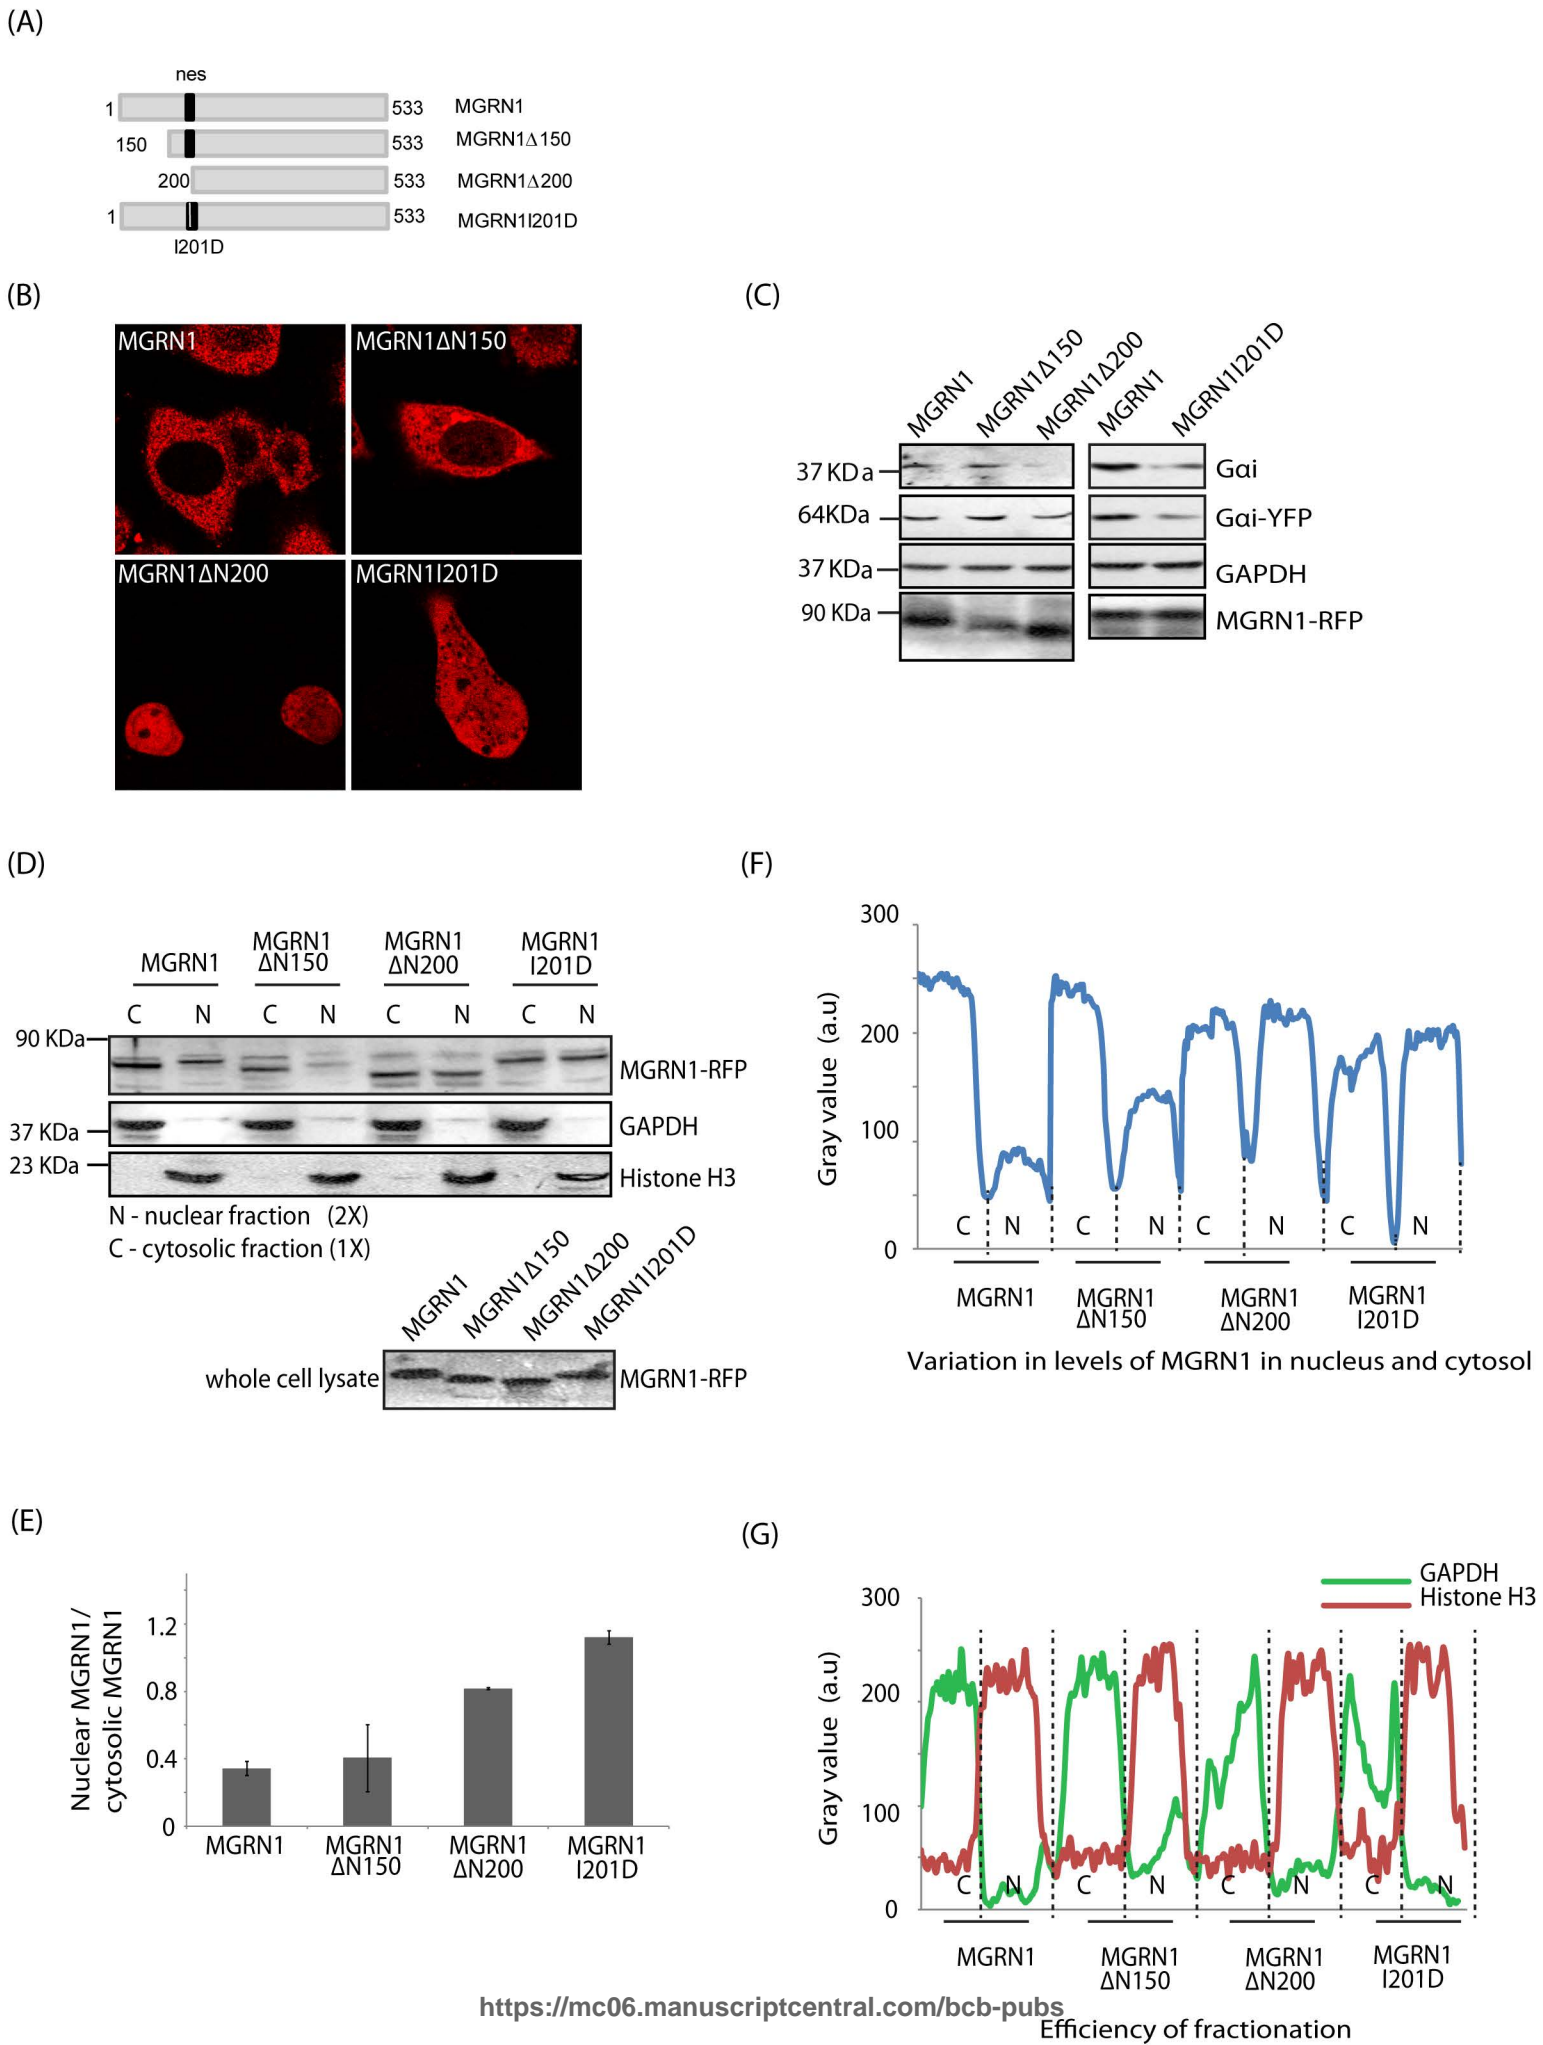 (A)
nes
1 533 MGRN1
150 533 MGRN1Δ150
200 533 MGRN1Δ200
1 533 MGRN1I201D
I201D
(B)
MGRN1 MGRN1ΔN150
MGRN1ΔN200 MGRN1I201D
(C)
MGRN1 MGRN1Δ150 MGRN1Δ200 MGRN1 MGRN1I201D
37 KDa Gαi
64KDa Gαi-YFP
37 KDa GAPDH
90 KDa MGRN1-RFP
(D)
MGRN1 MGRN1 MGRN1 MGRN1
ΔN150 ΔN200 I201D
C N C N C N C N
90 KDa MGRN1-RFP
37 KDa GAPDH
23 KDa Histone H3
N - nuclear fraction (2X)
C - cytosolic fraction (1X)
MGRN1 MGRN1Δ150 MGRN1Δ200 MGRN1I201D
whole cell lysate MGRN1-RFP
(F)
Gray value (a.u)
300
200
100
0
C N C N C N C N
MGRN1 MGRN1 MGRN1 MGRN1
ΔN150 ΔN200 I201D
Variation in levels of MGRN1 in nucleus and cytosol
(E)
Nuclear MGRN1/
cytosolic MGRN1
1.2
0.8
0.4
0
MGRN1 MGRN1 MGRN1 MGRN1
ΔN150 ΔN200 I201D
(G)
GAPDH
Histone H3
Gray value (a.u)
300
200
100
0
C N C N C N C N
MGRN1 MGRN1 MGRN1 MGRN1
ΔN150 ΔN200 I201D
https://mc06.manuscriptcentral.com/bcb-pubs
Efficiency of fractionation